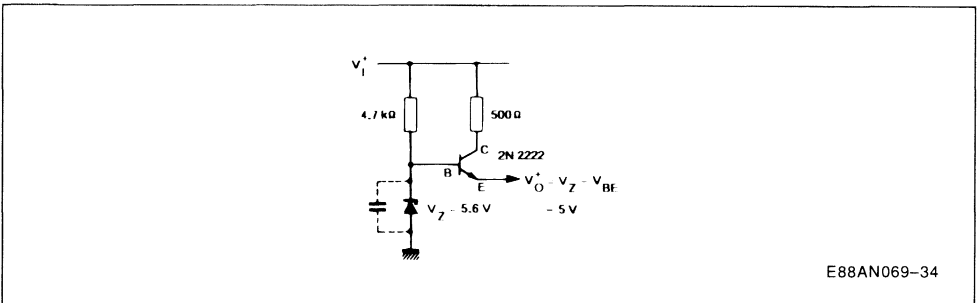 V_I^+
4.7 kΩ
500 Ω
C
2N 2222
B
E
V_O^+ - V_Z - V_BE
V_Z - 5.6 V
- 5 V
E88AN069-34